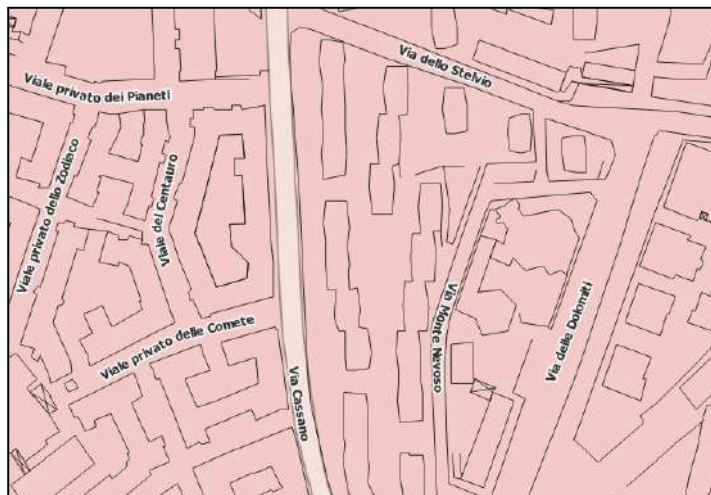 Via dello Stelvio
Viale privato dei Pianeti
Viale privato dello Zodiaco
Viale del Centauro
Via Monte Nevoso
Via delle Dolomiti
Viale privato delle Comete
Via Cassano